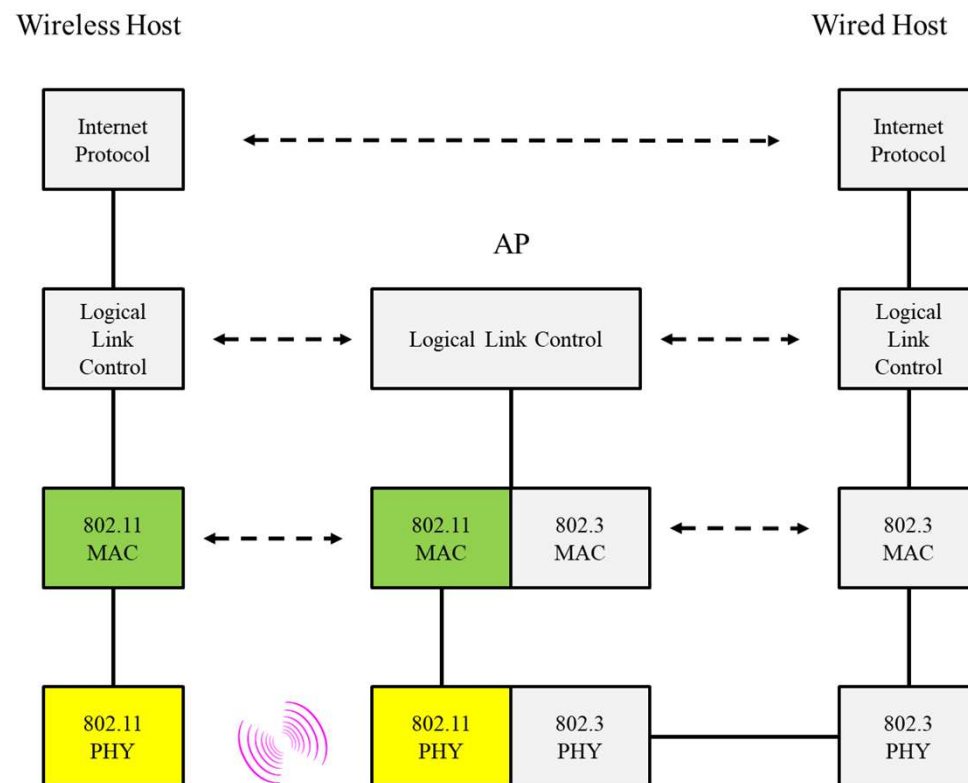 Wireless Host
Wired Host
Internet
Protocol
Internet
Protocol
AP
Logical
Link
Control
Logical Link Control
Logical
Link
Control
802.11
MAC
802.11
MAC
802.3
MAC
802.3
MAC
802.11
PHY
802.11
PHY
802.3
PHY
802.3
PHY